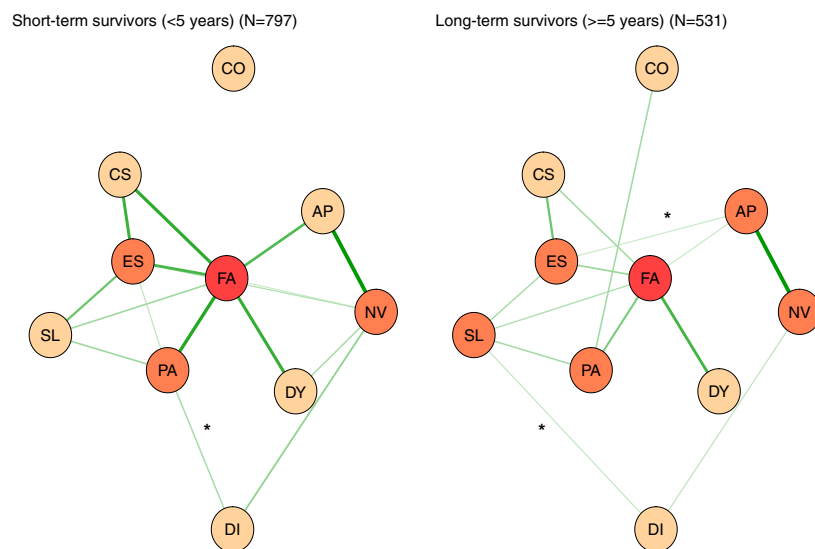 Short-term survivors (<5 years) (N=797)
CO
CS
AP
ES
FA
NV
SL
PA
DY
*
DI
Long-term survivors (>=5 years) (N=531)
CO
CS
AP
*
ES
FA
NV
SL
PA
DY
*
DI